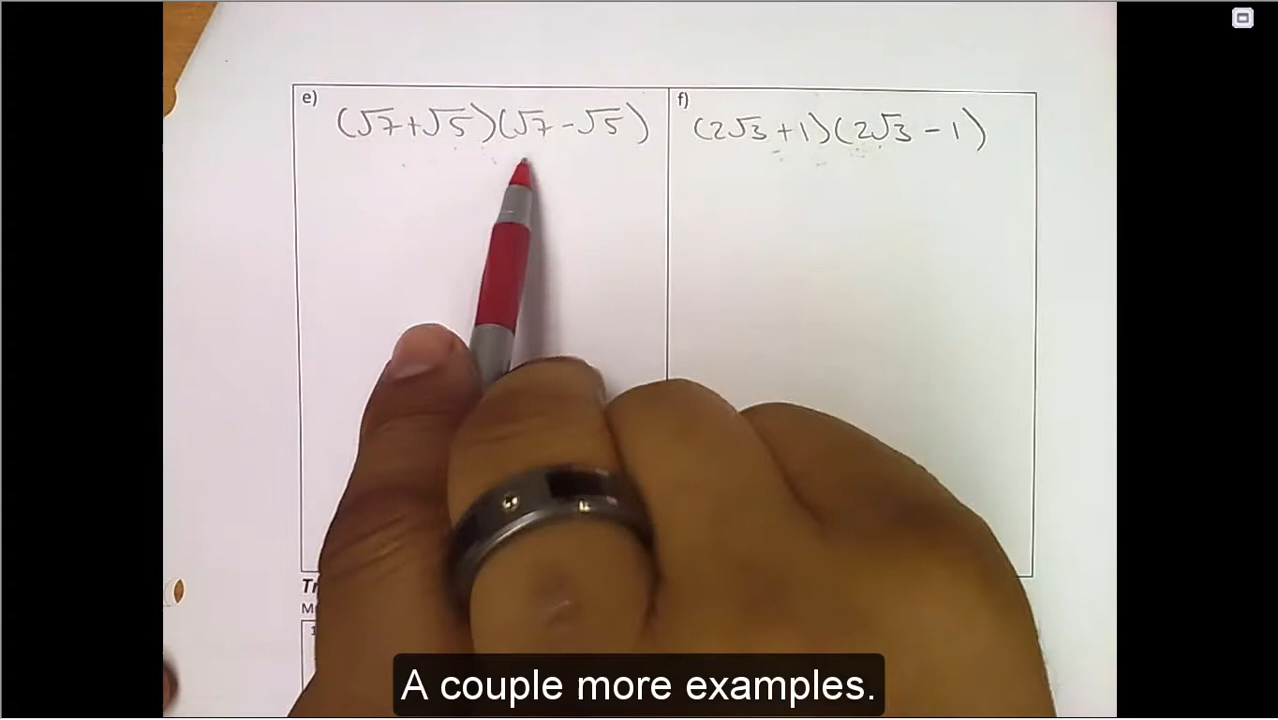 e)
(√7+√5)(√7-√5)
f)
(2√3+1)(2√3-1)
A couple more examples.